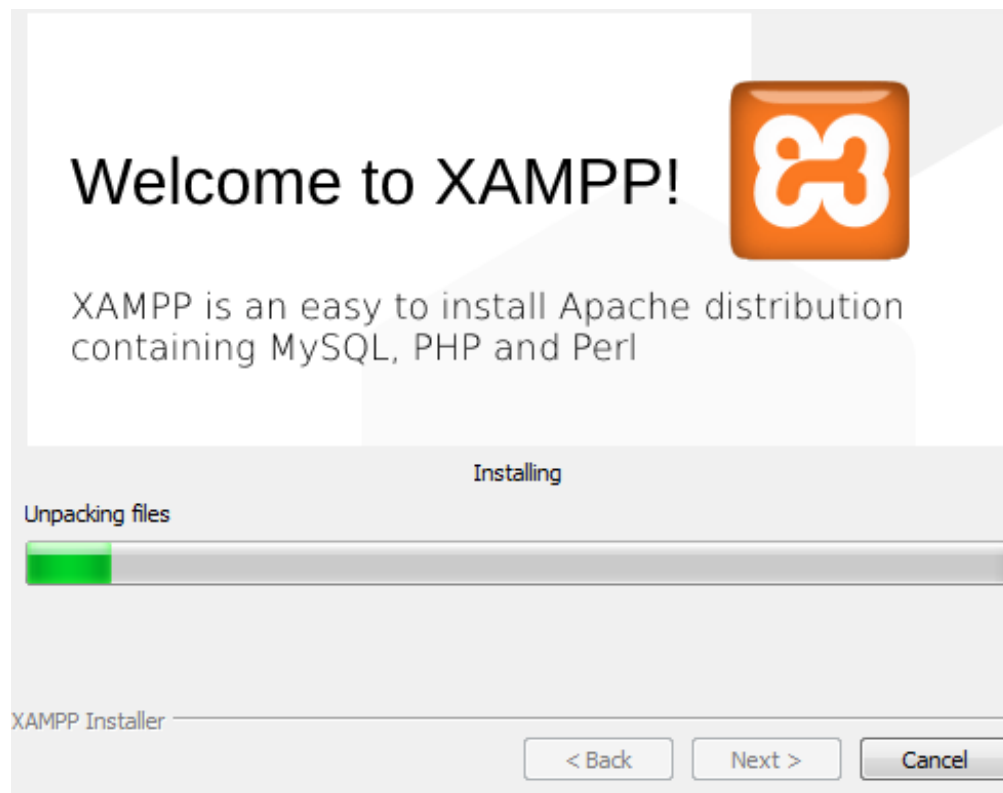 Welcome to XAMPP!
XAMPP is an easy to install Apache distribution
containing MySQL, PHP and Perl
Installing
Unpacking files
XAMPP Installer
< Back
Next >
Cancel